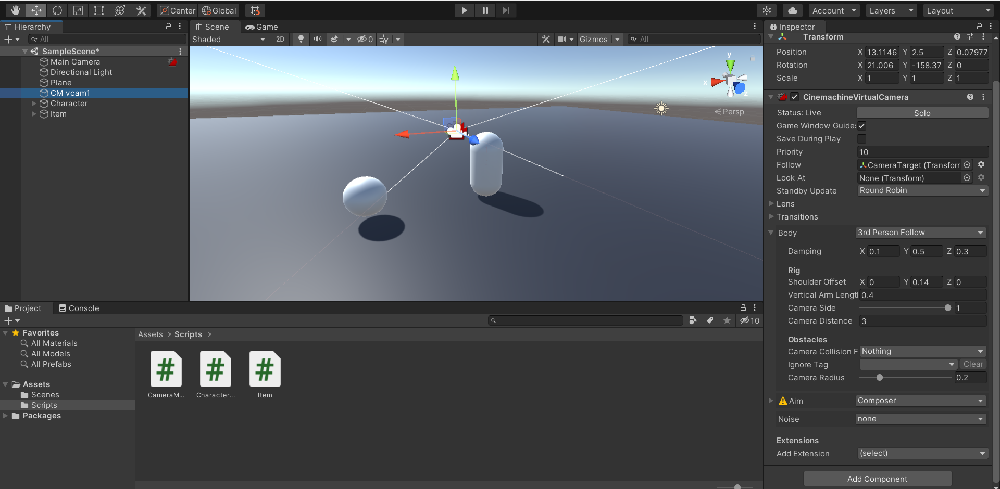 Center Global Account Layers Layout
Hierarchy
All
SampleScene*
Main Camera
Directional Light
Plane
CM vcam1
Character
Item
Scene Game
Shaded 2D 0 Gizmos All
y
x
z
Persp
Inspector
Transform
Position X 13.1146 Y 2.5 Z 0.07977
Rotation X 21.006 Y -158.37 Z 0
Scale X 1 Y 1 Z 1
CinemachineVirtualCamera
Status: Live Solo
Game Window Guides
Save During Play
Priority 10
Follow CameraTarget (Transform
Look At None (Transform)
Standby Update Round Robin
Lens
Transitions
Body 3rd Person Follow
Damping X 0.1 Y 0.5 Z 0.3
Rig
Shoulder Offset X 0 Y 0.14 Z 0
Vertical Arm Lengt 0.4
Camera Side 1
Camera Distance 3
Obstacles
Camera Collision F Nothing
Ignore Tag Clear
Camera Radius 0.2
Aim Composer
Noise none
Extensions
Add Extension (select)
Add Component
Project Console
10
Favorites
All Materials
All Models
All Prefabs
Assets
Scenes
Scripts
Packages
Assets > Scripts >
CameraM...
Character...
Item